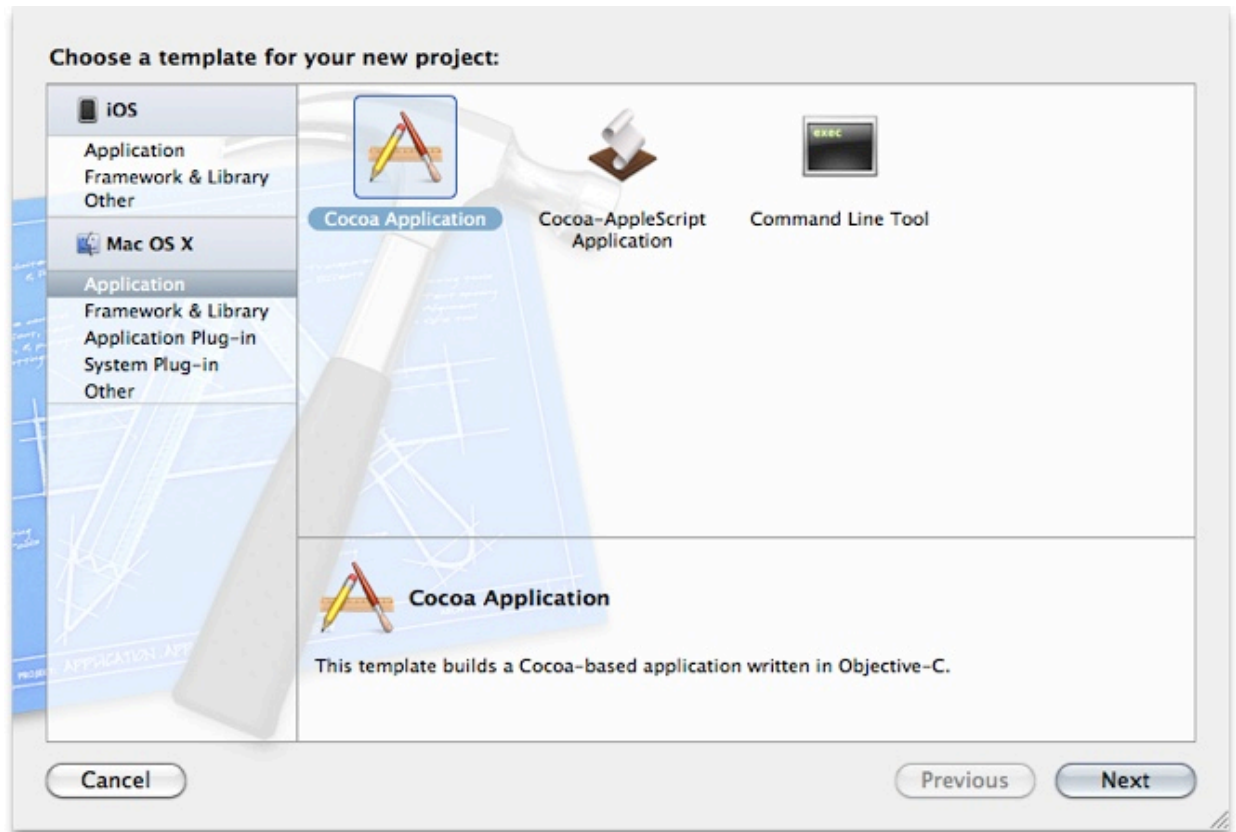 Choose a template for your new project:
iOS
Application
Framework & Library
Other
Mac OS X
Application
Framework & Library
Application Plug-in
System Plug-in
Other
Cocoa Application
Cocoa-AppleScript
Application
exec
Command Line Tool
Cocoa Application
This template builds a Cocoa-based application written in Objective-C.
Cancel
Previous
Next